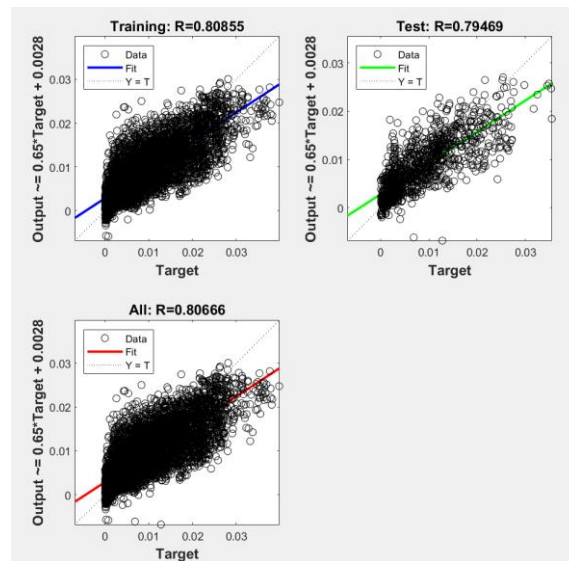 Training: R=0.80855
Output ~= 0.65*Target + 0.0028
0.03
0.02
0.01
0
Data
Fit
Y = T
0 0.01 0.02 0.03
Target
Test: R=0.79469
Output ~= 0.65*Target + 0.0028
0.03
0.02
0.01
0
Data
Fit
Y = T
0 0.01 0.02 0.03
Target
All: R=0.80666
Output ~= 0.65*Target + 0.0028
0.03
0.02
0.01
0
Data
Fit
Y = T
0 0.01 0.02 0.03
Target